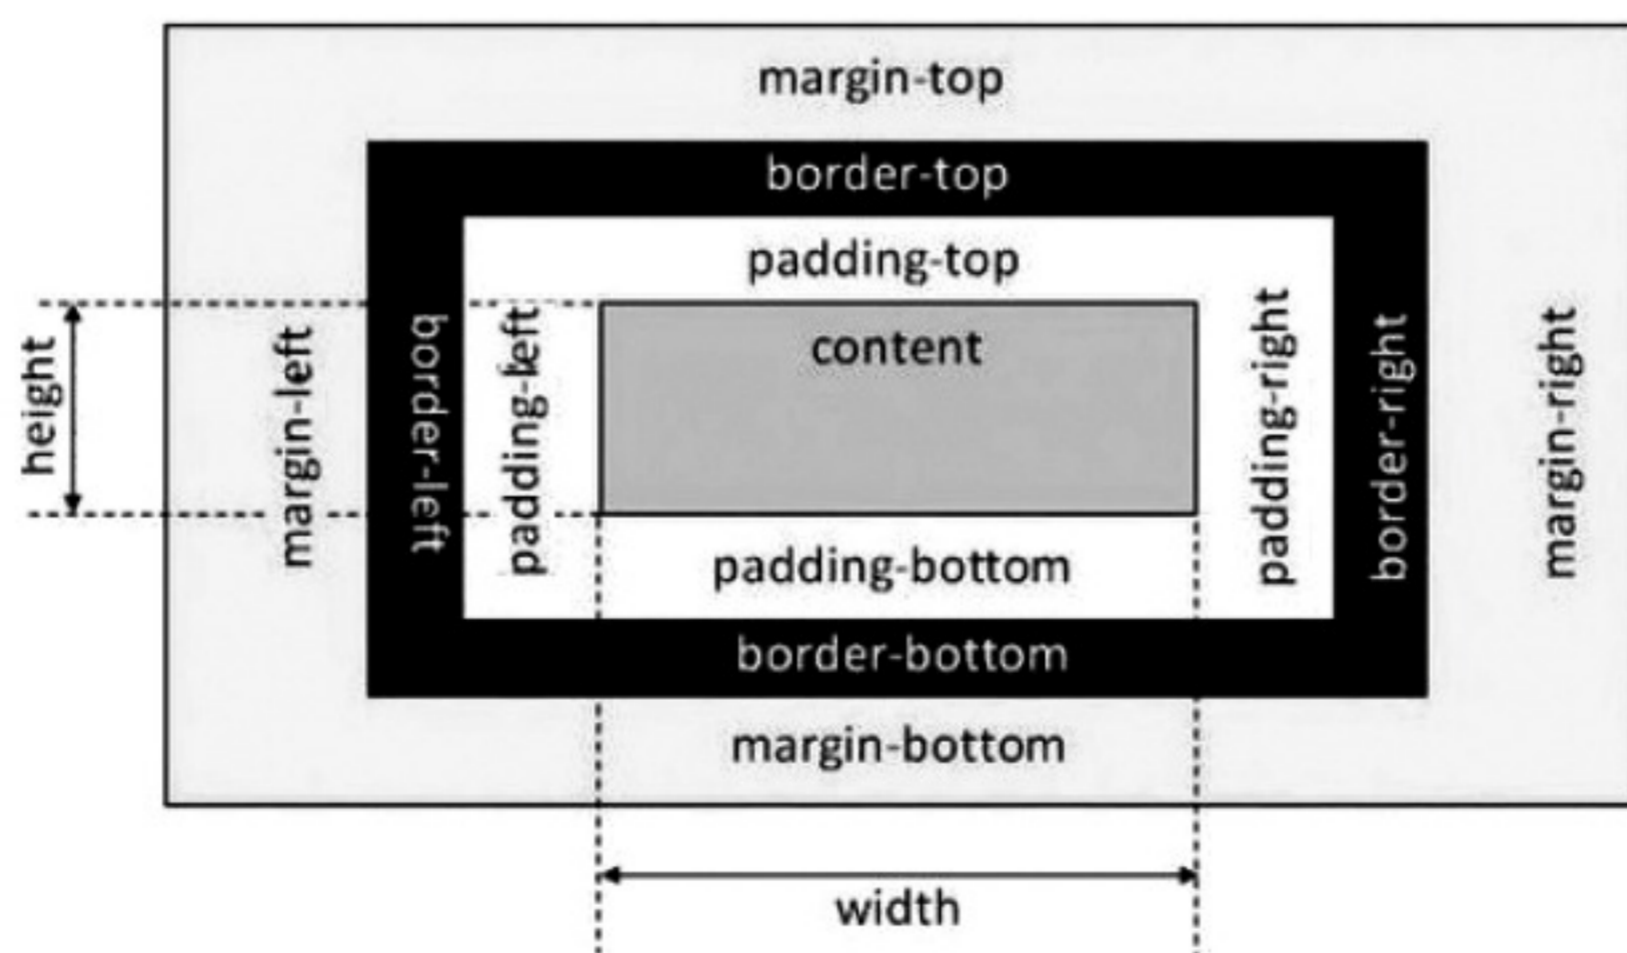 margin-top
border-top
padding-top
height
margin-left
border-left
padding-left
content
padding-right
border-right
margin-right
padding-bottom
border-bottom
margin-bottom
width